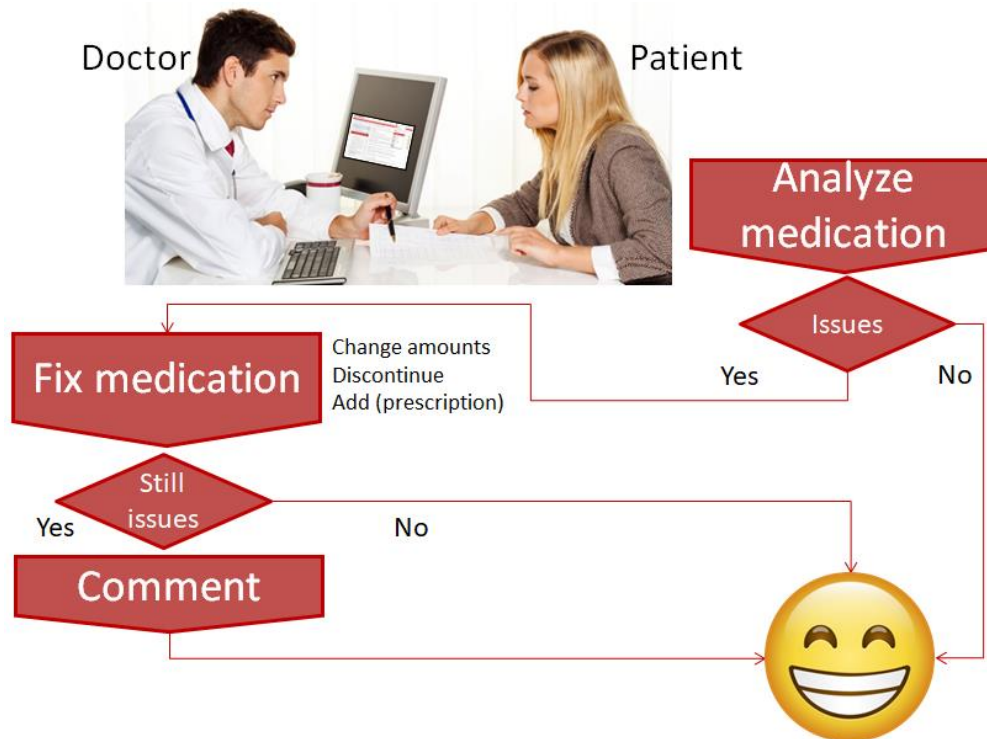 Doctor
Patient
Analyze
medication
Issues
Yes
No
Fix medication
Change amounts
Discontinue
Add (prescription)
Still
issues
Yes
No
Comment